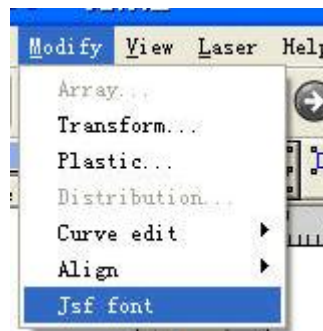 Modify View Laser Help
Array...
Transform...
Plastic...
Distribution...
Curve edit
Align
Jsf font